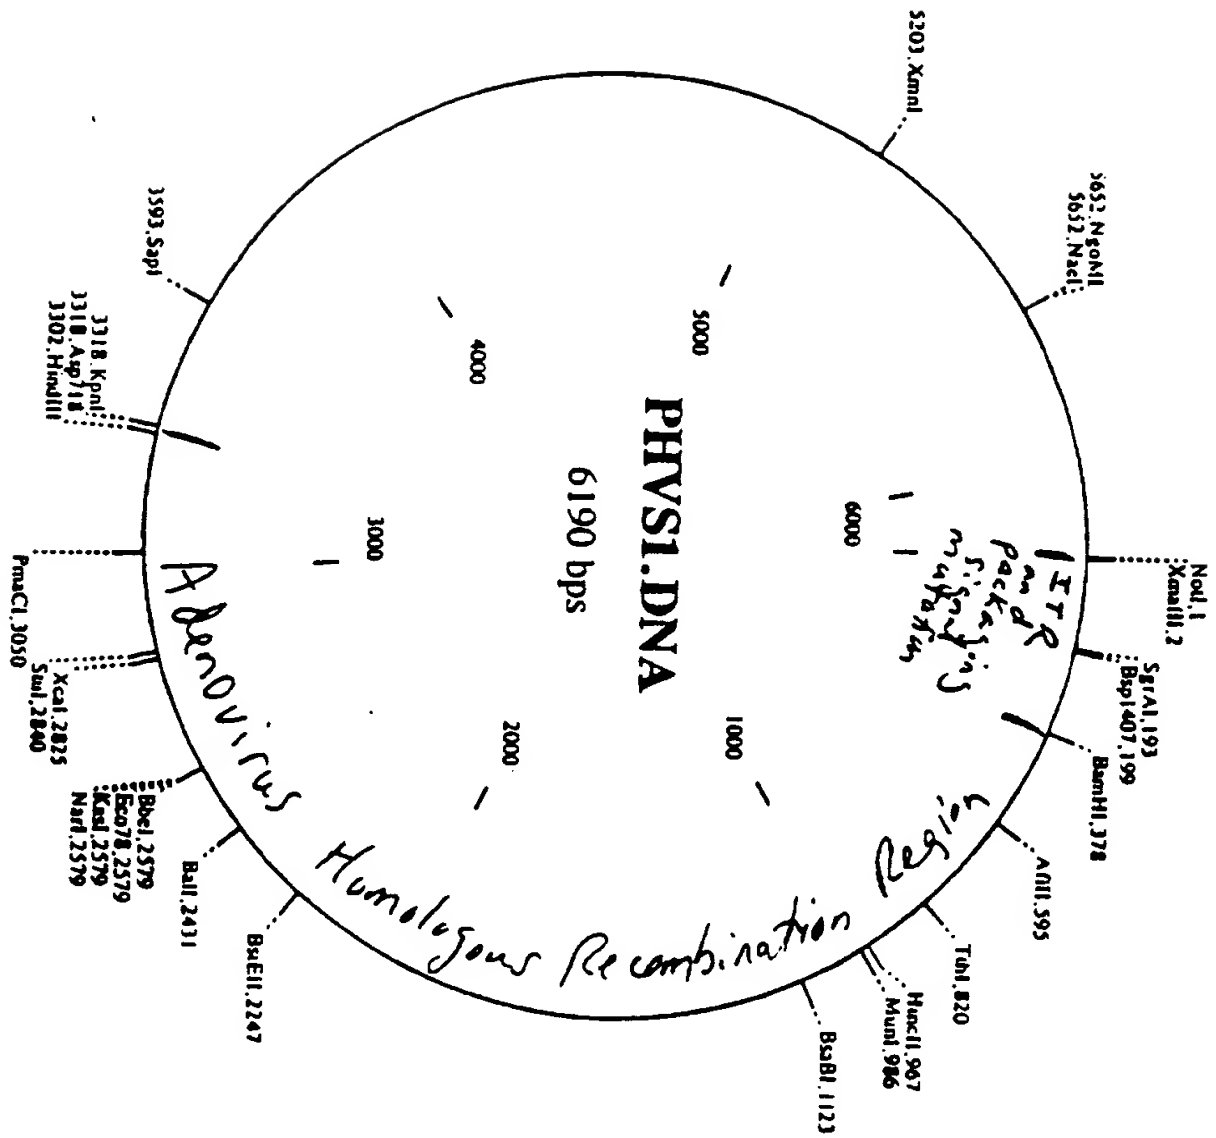 PHVS1.DNA
6190 bps
NotI.1
XmaIII.2
SgrAI.193
Bsp1407.199
BamHI.378
AflII.595
Tth1.820
HincII.967
MunI.986
BsaBI.1123
BstEII.2247
BalI.2431
BbeI.2579
Eco78.2579
KasI.2579
NarI.2579
XcaI.2825
SwaI.2840
PmaCI.3050
3302.HindIII
3318.Asp718
3318.KpnI
3593.SapI
5203.XmnI
5652.NgoMI
5652.NaeI
1000
2000
3000
4000
5000
6000
ITR
and
packaging
signal
mutation
Adenovirus Homologous Recombination Region